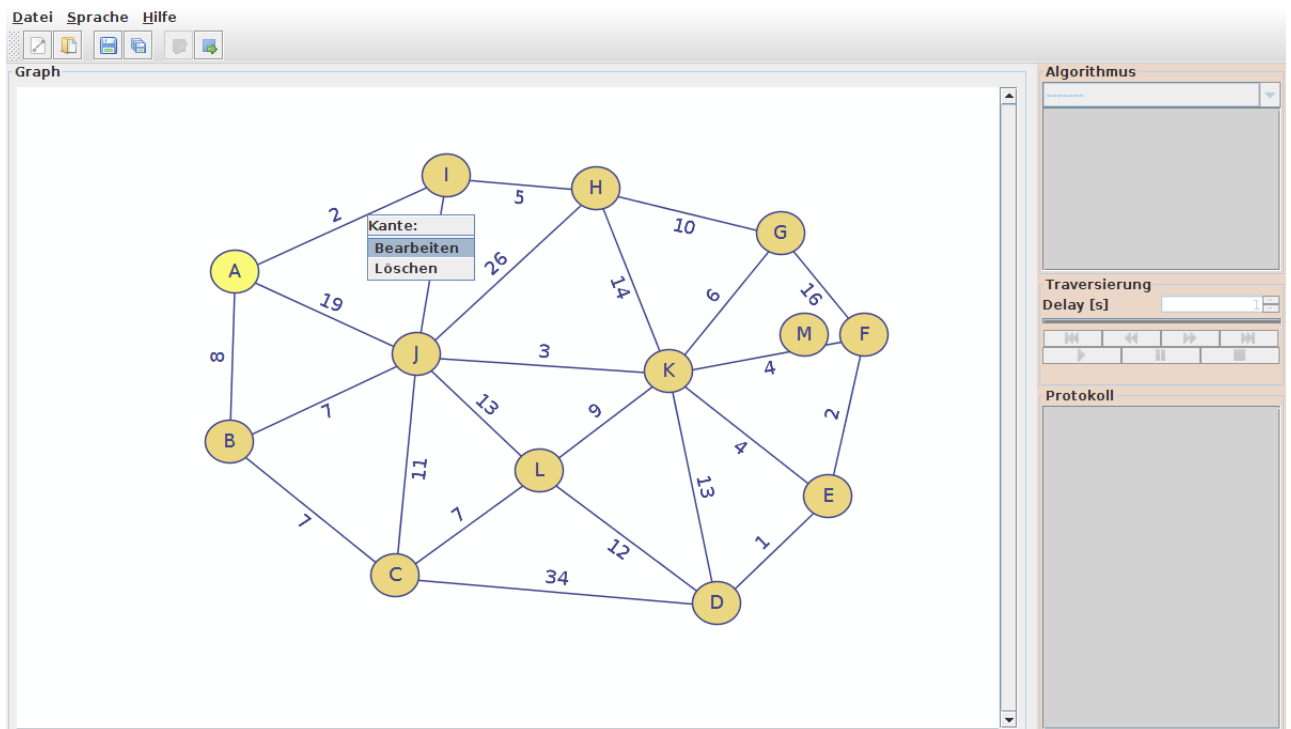 Datei Sprache Hilfe
Graph
I
H
5
2
G
10
Kante:
Bearbeiten
Löschen
A
26
14
6
16
19
M
F
J
3
K
4
8
7
13
9
2
B
11
L
4
E
7
7
13
12
1
C
34
D
Algorithmus
-------
Traversierung
Delay [s]
1
Protokoll